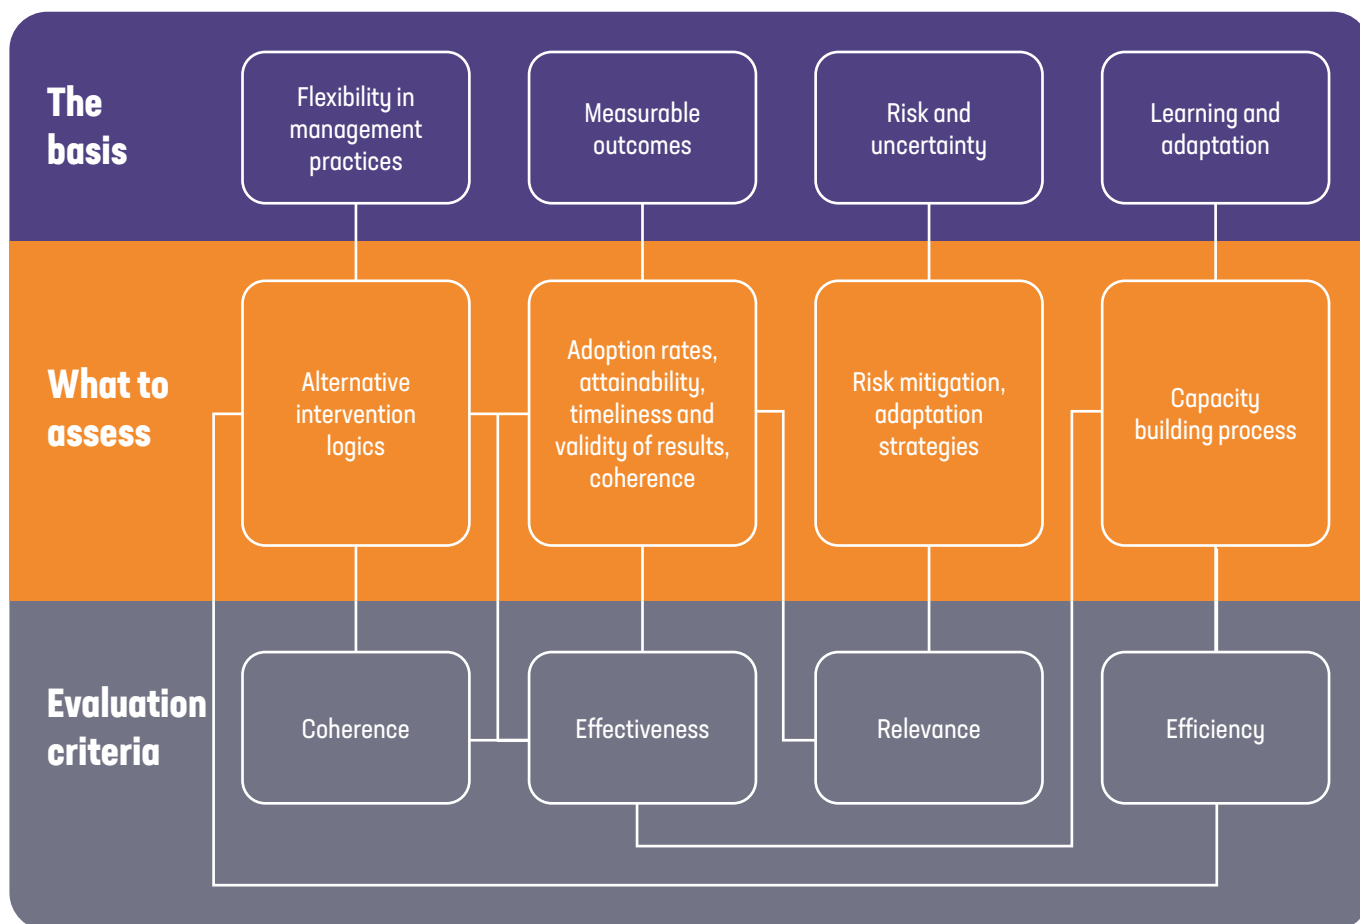 The
basis
Flexibility in
management
practices
Measurable
outcomes
Risk and
uncertainty
Learning and
adaptation
What to
assess
Alternative
intervention
logics
Adoption rates,
attainability,
timeliness and
validity of results,
coherence
Risk mitigation,
adaptation
strategies
Capacity
building process
Evaluation
criteria
Coherence
Effectiveness
Relevance
Efficiency